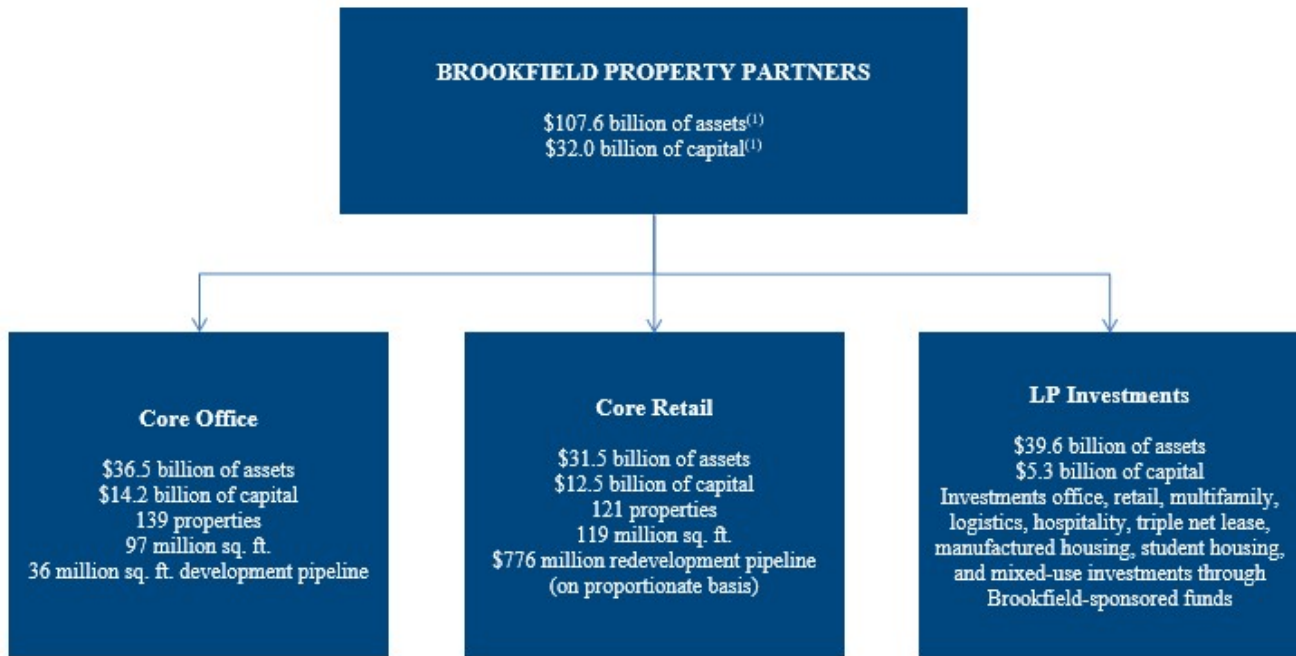 BROOKFIELD PROPERTY PARTNERS
$107.6 billion of assets(1)
$32.0 billion of capital(1)
Core Office
$36.5 billion of assets
$14.2 billion of capital
139 properties
97 million sq. ft.
36 million sq. ft. development pipeline
Core Retail
$31.5 billion of assets
$12.5 billion of capital
121 properties
119 million sq. ft.
$776 million redevelopment pipeline
(on proportionate basis)
LP Investments
$39.6 billion of assets
$5.3 billion of capital
Investments office, retail, multifamily,
logistics, hospitality, triple net lease,
manufactured housing, student housing,
and mixed-use investments through
Brookfield-sponsored funds